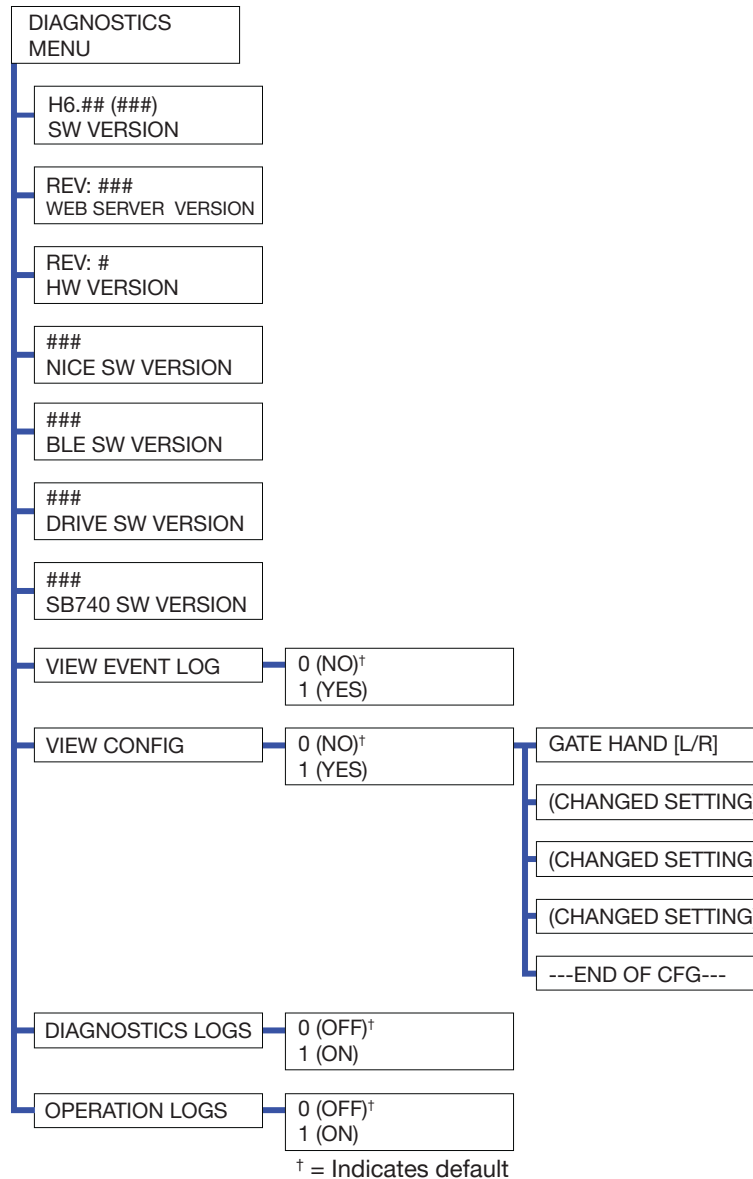 DIAGNOSTICS
MENU
H6.## (###)
SW VERSION
REV: ###
WEB SERVER VERSION
REV: #
HW VERSION
###
NICE SW VERSION
###
BLE SW VERSION
###
DRIVE SW VERSION
###
SB740 SW VERSION
VIEW EVENT LOG
0 (NO)†
1 (YES)
VIEW CONFIG
0 (NO)†
1 (YES)
GATE HAND [L/R]
(CHANGED SETTING
(CHANGED SETTING
(CHANGED SETTING
---END OF CFG---
DIAGNOSTICS LOGS
0 (OFF)†
1 (ON)
OPERATION LOGS
0 (OFF)†
1 (ON)
† = Indicates default